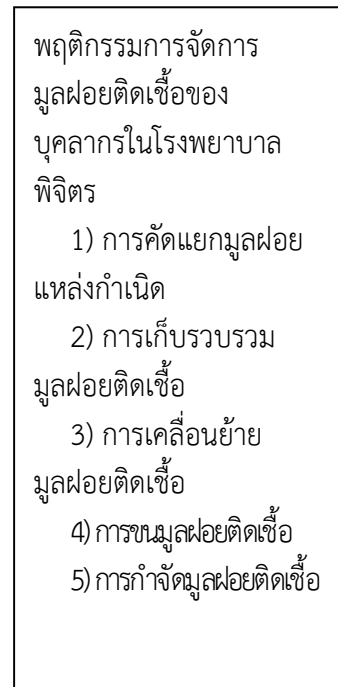 พฤติกรรมการจัดการ
มูลฝอยติดเชื้อของ
บุคลากรในโรงพยาบาล
พิจิตร
1) การคัดแยกมูลฝอย
แหล่งกำเนิด
2) การเก็บรวบรวม
มูลฝอยติดเชื้อ
3) การเคลื่อนย้าย
มูลฝอยติดเชื้อ
4) การขนมูลฝอยติดเชื้อ
5) การกำจัดมูลฝอยติดเชื้อ